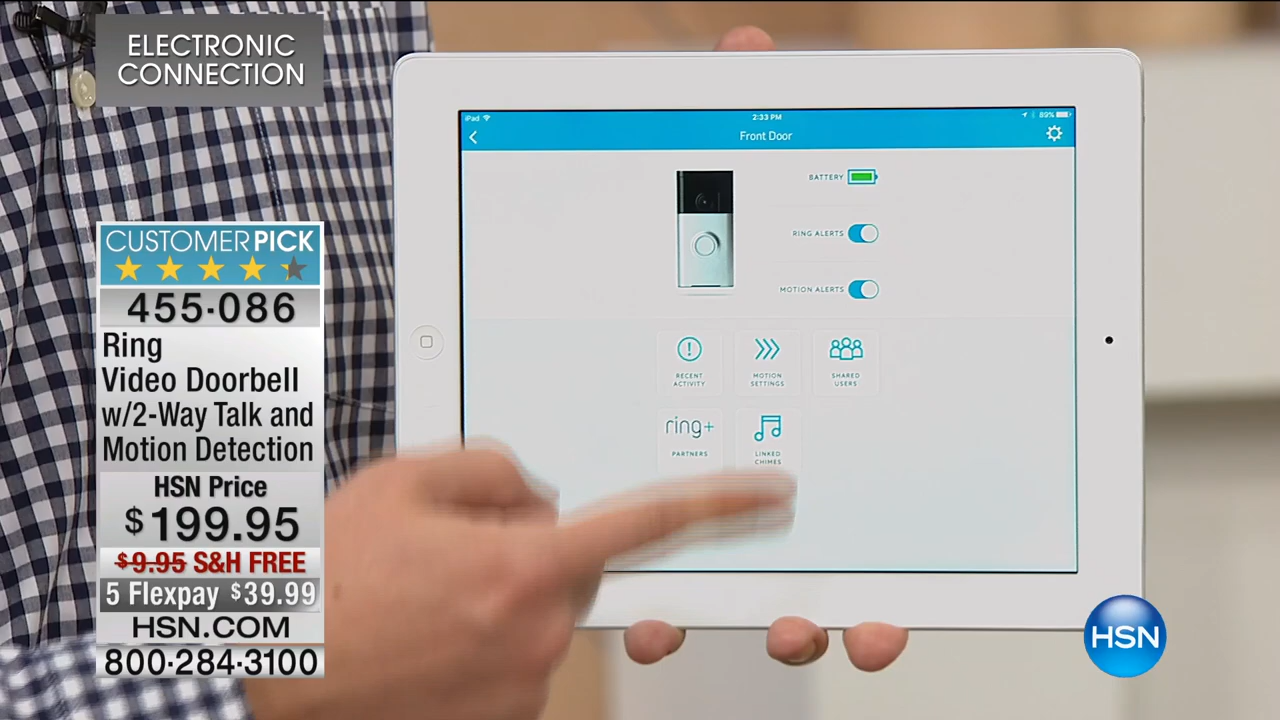 ELECTRONIC
CONNECTION
CUSTOMER PICK
455·086
Ring
Video Doorbell
w/2-Way Talk and
Motion Detection
HSN Price
$199.95
$9.95 S&H FREE
5 Flexpay $39.99
HSN.COM
800·284·3100
iPad
2:33 PM
89%
Front Door
BATTERY
RING ALERTS
MOTION ALERTS
RECENT
ACTIVITY
MOTION
SETTINGS
SHARED
USERS
ring+
PARTNERS
LINKED
CHIMES
HSN